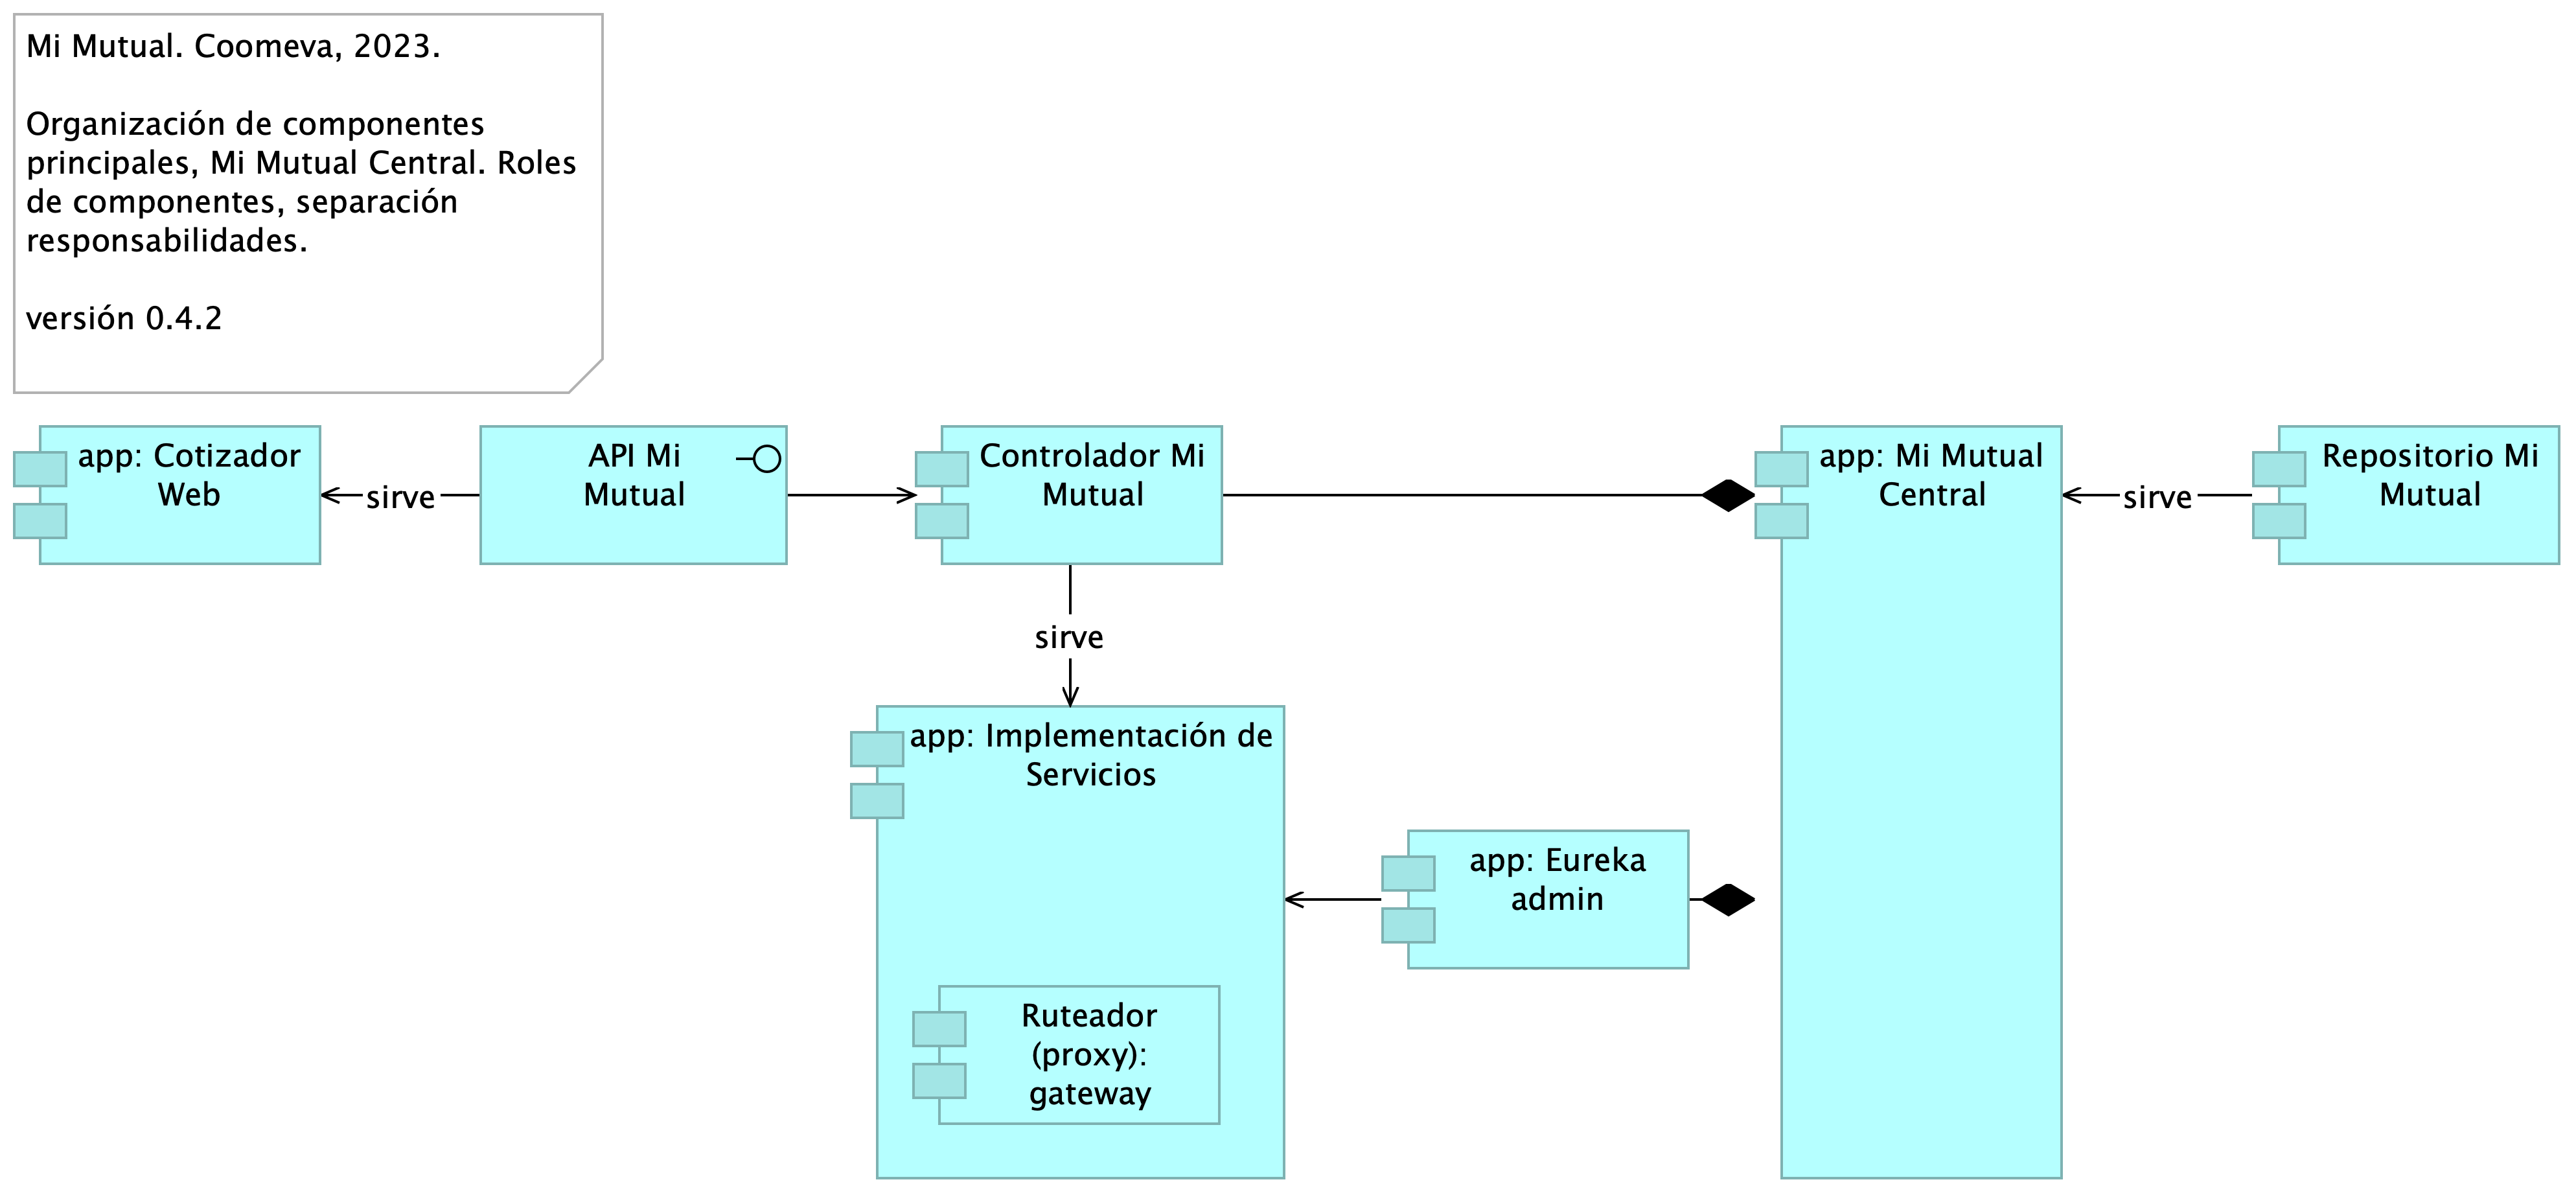 Mi Mutual. Coomeva, 2023.
Organización de componentes
principales, Mi Mutual Central. Roles
de componentes, separación
responsabilidades.
versión 0.4.2
app: Cotizador
Web
sirve
API Mi
Mutual
Controlador Mi
Mutual
app: Mi Mutual
Central
sirve
Repositorio Mi
Mutual
sirve
app: Implementación de
Servicios
app: Eureka
admin
Ruteador
(proxy):
gateway